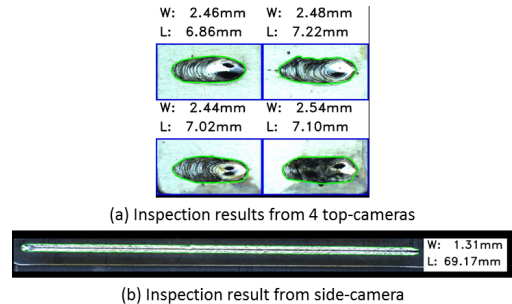 W: 2.46mm W: 2.48mm
L: 6.86mm L: 7.22mm
W: 2.44mm W: 2.54mm
L: 7.02mm L: 7.10mm
(a) Inspection results from 4 top-cameras
W: 1.31mm
L: 69.17mm
(b) Inspection result from side-camera